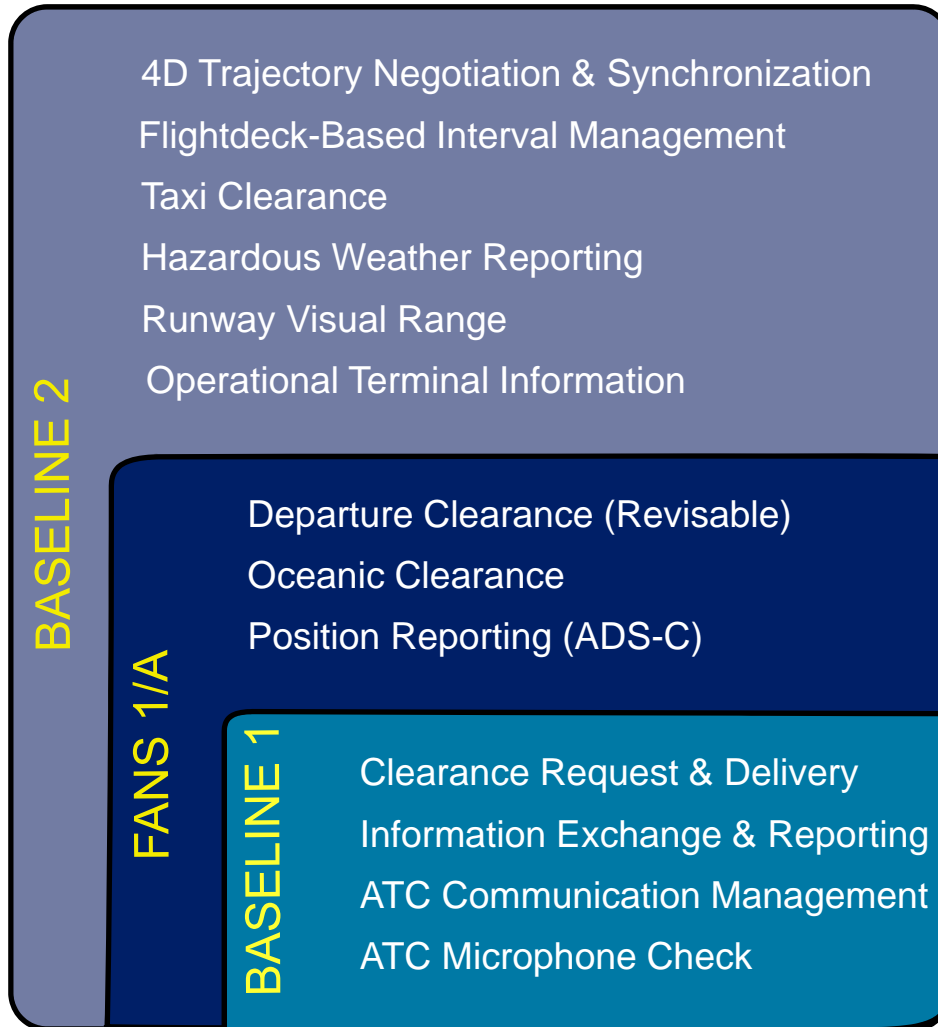 4D Trajectory Negotiation & Synchronization
Flightdeck-Based Interval Management
Taxi Clearance
Hazardous Weather Reporting
Runway Visual Range
Operational Terminal Information
BASELINE 2
Departure Clearance (Revisable)
Oceanic Clearance
Position Reporting (ADS-C)
FANS 1/A
Clearance Request & Delivery
Information Exchange & Reporting
ATC Communication Management
ATC Microphone Check
BASELINE 1